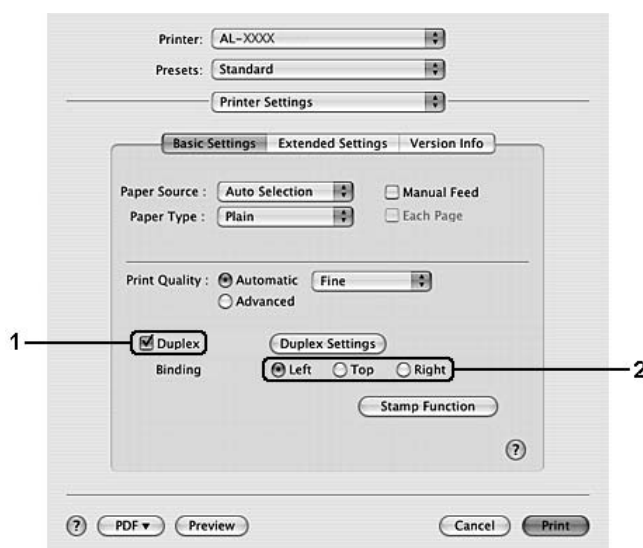 Printer: AL-XXXX
Presets: Standard
Printer Settings
Basic Settings Extended Settings Version Info
Paper Source : Auto Selection Manual Feed
Paper Type : Plain Each Page
Print Quality : Automatic Fine
Advanced
1 Duplex Duplex Settings
Binding Left Top Right 2
Stamp Function
?
? PDF Preview Cancel Print